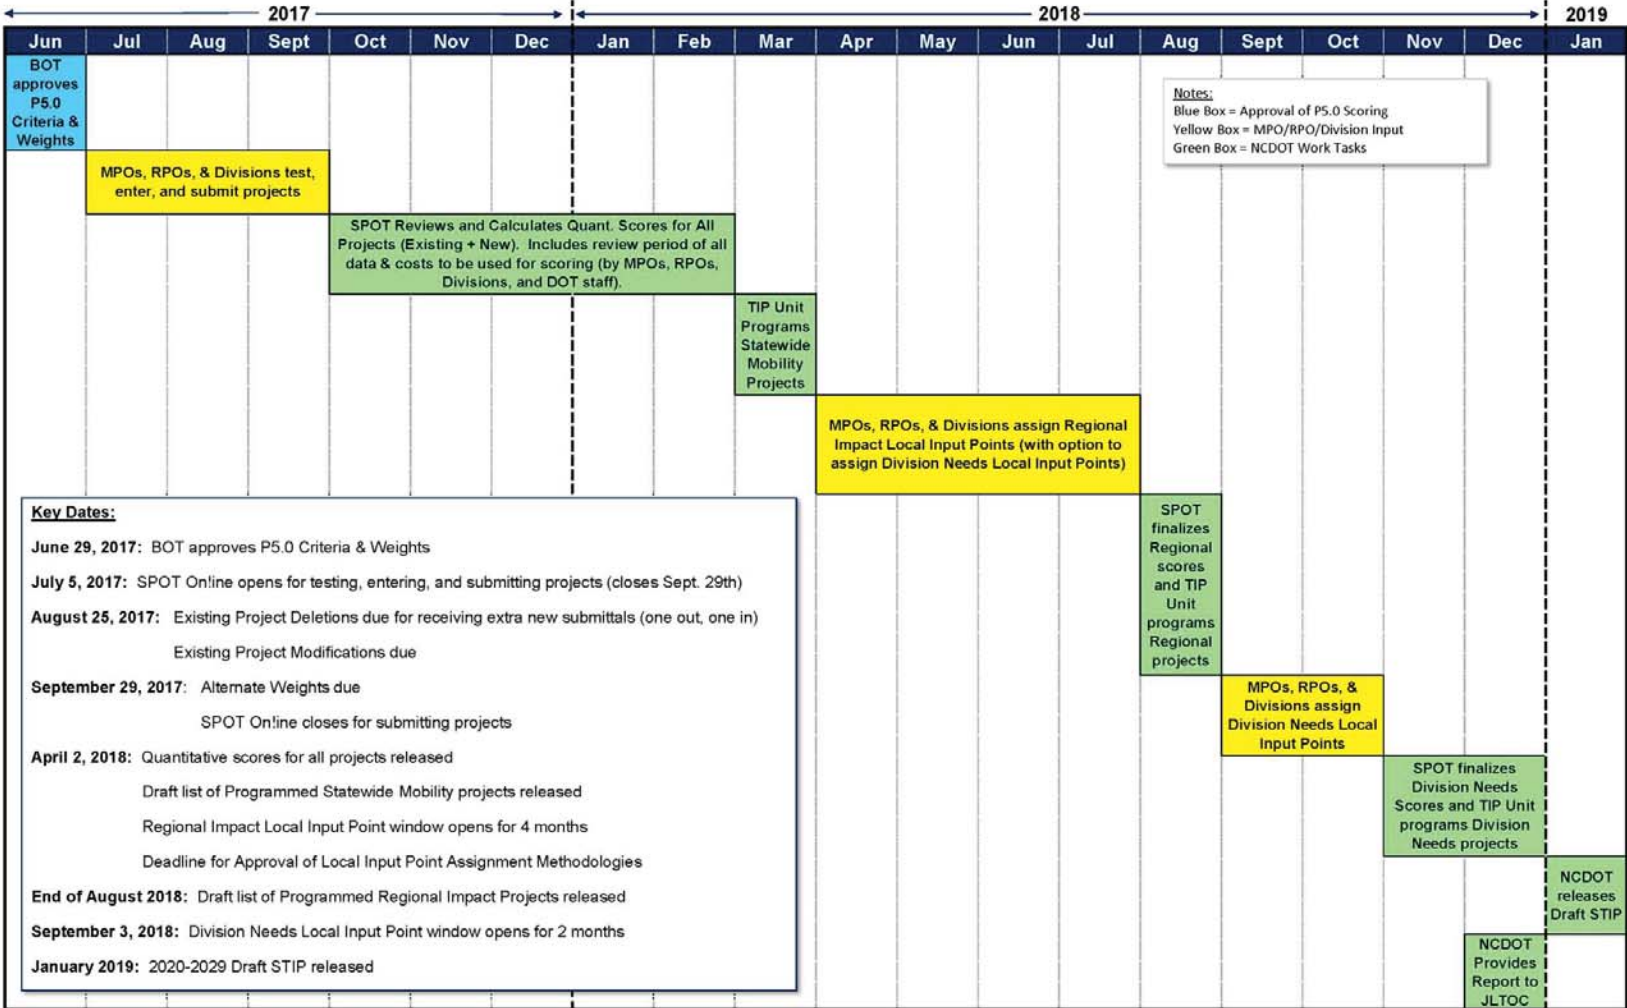 2017 2018 2019
Jun Jul Aug Sept Oct Nov Dec Jan Feb Mar Apr May Jun Jul Aug Sept Oct Nov Dec Jan
BOT
approves
P5.0
Criteria &
Weights
Notes:
Blue Box = Approval of P5.0 Scoring
Yellow Box = MPO/RPO/Division Input
Green Box = NCDOT Work Tasks
MPOs, RPOs, & Divisions test,
enter, and submit projects
SPOT Reviews and Calculates Quant. Scores for All
Projects (Existing + New). Includes review period of all
data & costs to be used for scoring (by MPOs, RPOs,
Divisions, and DOT staff).
TIP Unit
Programs
Statewide
Mobility
Projects
MPOs, RPOs, & Divisions assign Regional
Impact Local Input Points (with option to
assign Division Needs Local Input Points)
SPOT
finalizes
Regional
scores
and TIP
Unit
programs
Regional
projects
MPOs, RPOs, &
Divisions assign
Division Needs Local
Input Points
SPOT finalizes
Division Needs
Scores and TIP Unit
programs Division
Needs projects
NCDOT
releases
Draft STIP
NCDOT
Provides
Report to
JLTOC
Key Dates:
June 29, 2017: BOT approves P5.0 Criteria & Weights
July 5, 2017: SPOT On!ine opens for testing, entering, and submitting projects (closes Sept. 29th)
August 25, 2017: Existing Project Deletions due for receiving extra new submittals (one out, one in)
Existing Project Modifications due
September 29, 2017: Alternate Weights due
SPOT On!ine closes for submitting projects
April 2, 2018: Quantitative scores for all projects released
Draft list of Programmed Statewide Mobility projects released
Regional Impact Local Input Point window opens for 4 months
Deadline for Approval of Local Input Point Assignment Methodologies
End of August 2018: Draft list of Programmed Regional Impact Projects released
September 3, 2018: Division Needs Local Input Point window opens for 2 months
January 2019: 2020-2029 Draft STIP released